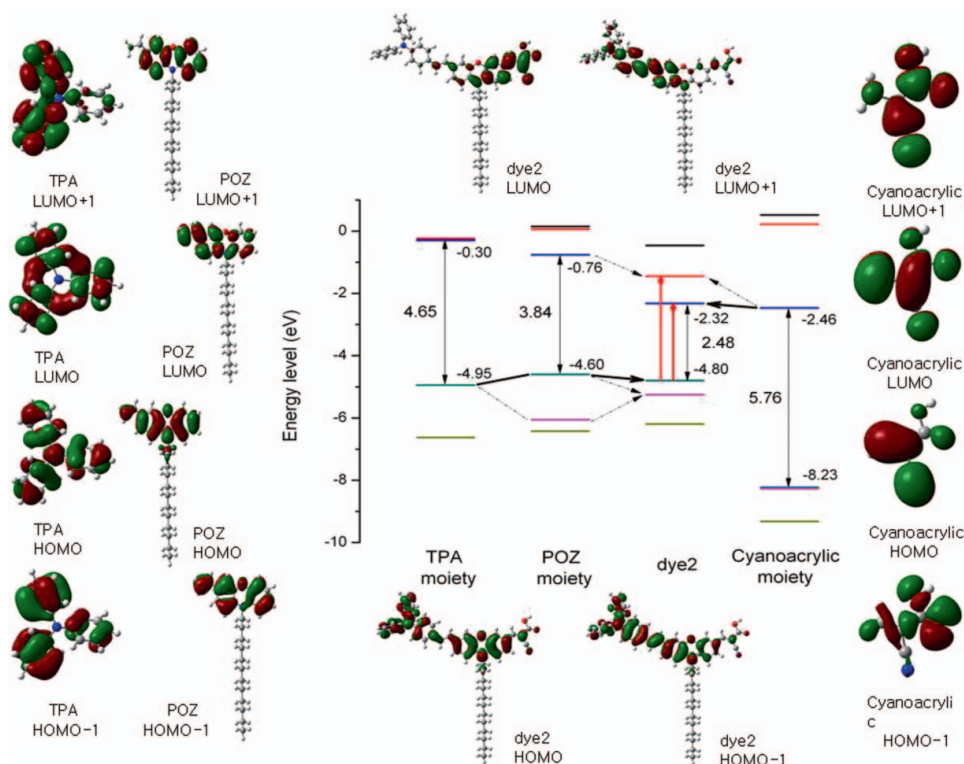 TPA
LUMO+1
POZ
LUMO+1
dye2
LUMO
dye2
LUMO+1
Cyanoacrylic
LUMO+1
TPA
LUMO
POZ
LUMO
Cyanoacrylic
LUMO
TPA
HOMO
POZ
HOMO
Cyanoacrylic
HOMO
TPA
HOMO-1
POZ
HOMO-1
dye2
HOMO
dye2
HOMO-1
Cyanoacryli
c
HOMO-1
Energy level (eV)
0
-2
-4
-6
-8
-10
-0.30
4.65
-4.95
-0.76
3.84
-4.60
-2.32
2.48
-4.80
-2.46
5.76
-8.23
TPA
moiety
POZ
moiety
dye2
Cyanoacrylic
moiety